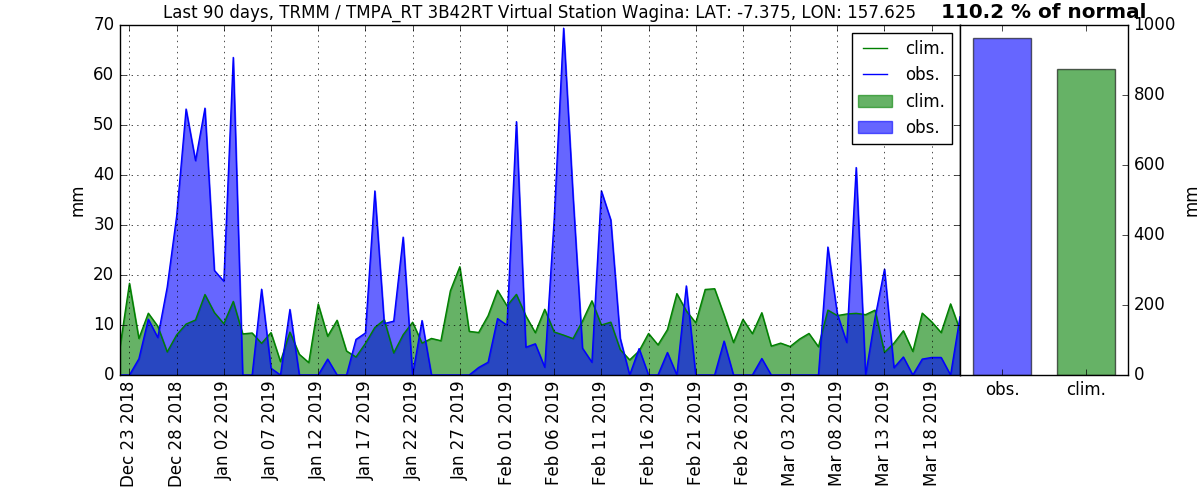 Last 90 days, TRMM / TMPA_RT 3B42RT Virtual Station Wagina: LAT: -7.375, LON: 157.625
110.2 % of normal
70
60
50
40
30
20
10
0
mm
clim.
obs.
clim.
obs.
1000
800
600
400
200
0
mm
obs.
clim.
Dec 23 2018
Dec 28 2018
Jan 02 2019
Jan 07 2019
Jan 12 2019
Jan 17 2019
Jan 22 2019
Jan 27 2019
Feb 01 2019
Feb 06 2019
Feb 11 2019
Feb 16 2019
Feb 21 2019
Feb 26 2019
Mar 03 2019
Mar 08 2019
Mar 13 2019
Mar 18 2019